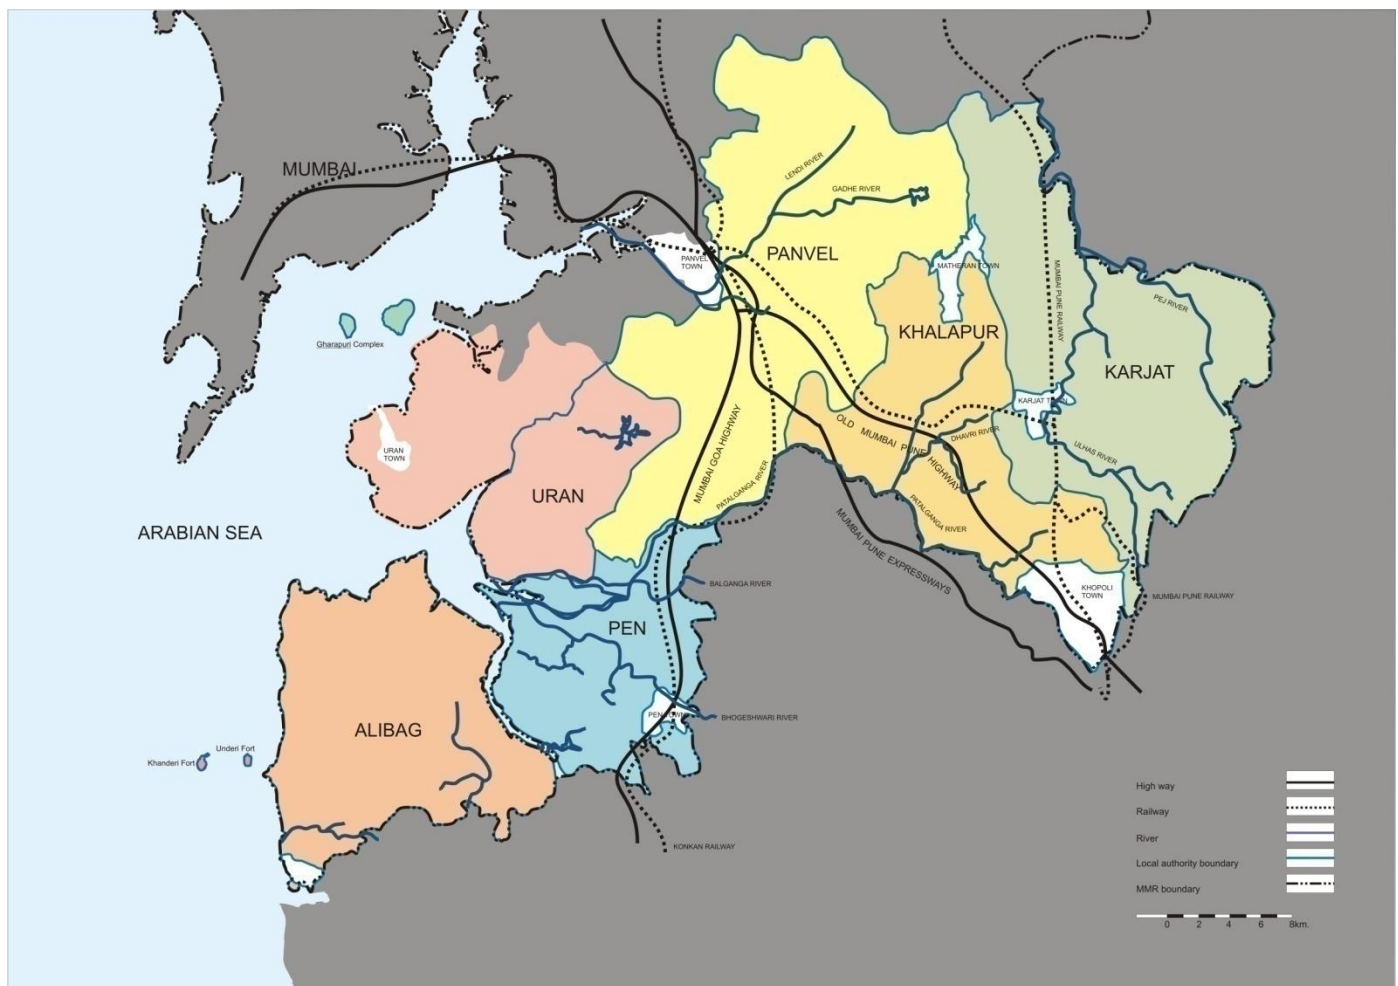 MUMBAI
LENDI RIVER
GADHE RIVER
PANVEL
TOWN
PANVEL
MATHERAN TOWN
MUMBAI PUNE RAILWAY
PEJ RIVER
Gharapuri Complex
KHALAPUR
KARJAT
KARJAT TOWN
URAN
TOWN
URAN
MUMBAI GOA HIGHWAY
PATALGANGA RIVER
OLD MUMBAI PUNE HIGHWAY
DHAVRI RIVER
ULHAS RIVER
PATALGANGA RIVER
MUMBAI PUNE EXPRESSWAYS
ARABIAN SEA
BALGANGA RIVER
KHOPOLI
TOWN
MUMBAI PUNE RAILWAY
PEN
PEN TOWN
BHOGESHWARI RIVER
ALIBAG
Underi Fort
Khanderi Fort
KONKAN RAILWAY
High way
Railway
River
Local authority boundary
MMR boundary
0 2 4 6 8km.